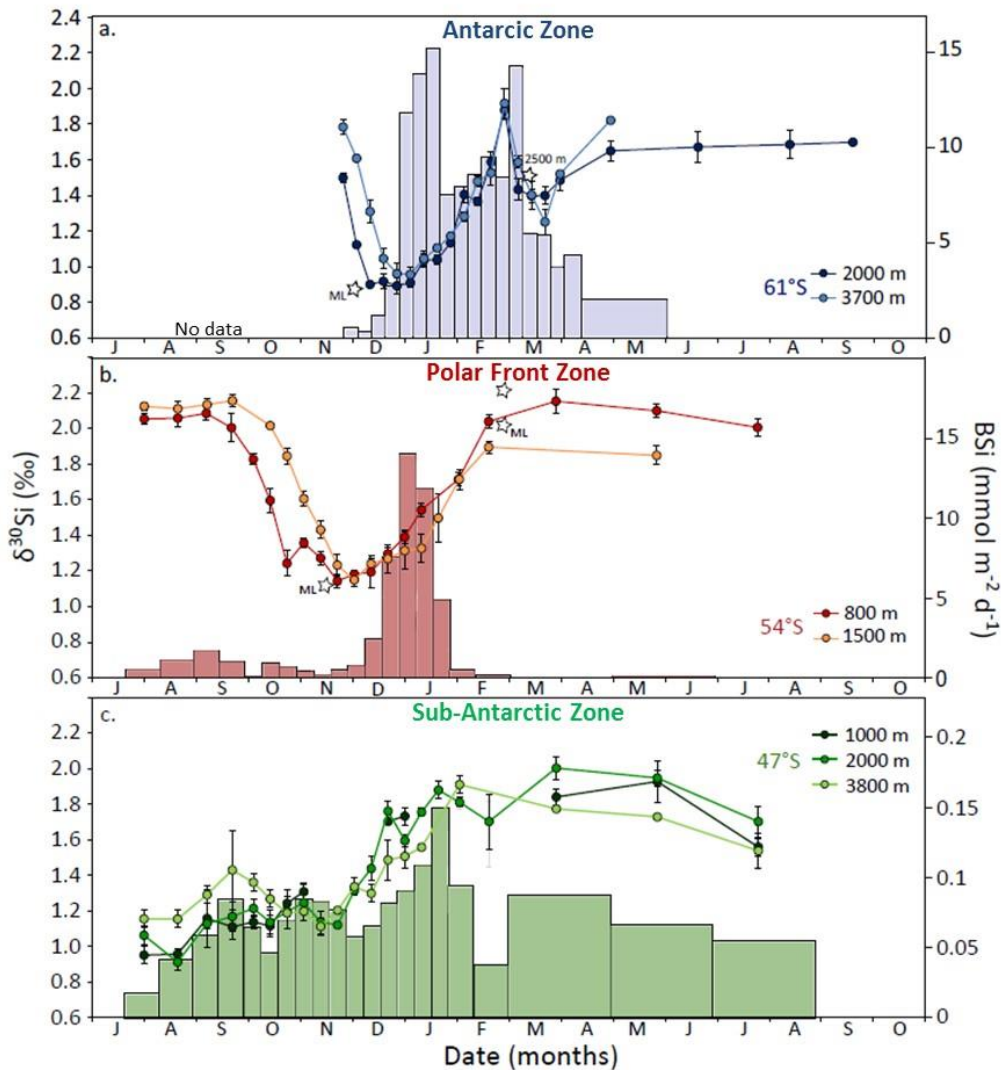 a.
Antarcic Zone
2.4
2.2
2.0
1.8
1.6
1.4
1.2
1.0
0.8
0.6
15
10
5
0
2500 m
ML
No data
61°S
2000 m
3700 m
J A S O N D J F M A M J J A S O
b.
Polar Front Zone
2.2
2.0
1.8
1.6
1.4
1.2
1.0
0.8
0.6
15
10
5
0
ML
ML
54°S
800 m
1500 m
δ³⁰Si (‰)
BSi (mmol m⁻² d⁻¹)
J A S O N D J F M A M J J A S O
c.
Sub-Antarctic Zone
2.2
2.0
1.8
1.6
1.4
1.2
1.0
0.8
0.6
0.2
0.15
0.1
0.05
0
47°S
1000 m
2000 m
3800 m
J A S O N D J F M A M J J A S O
Date (months)